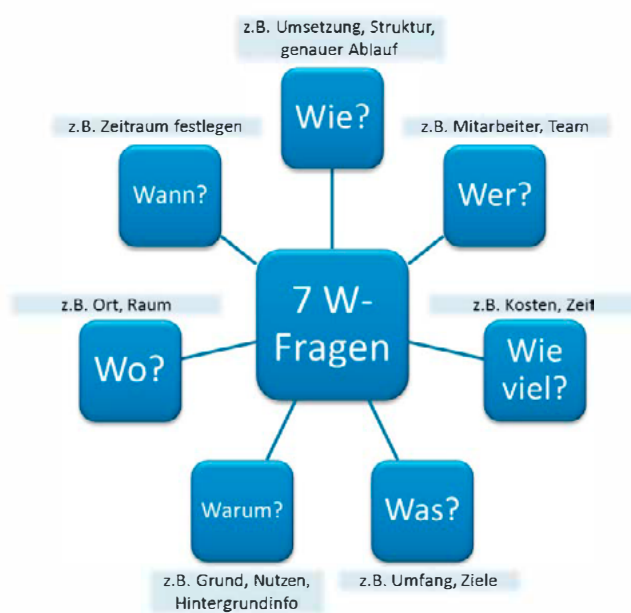 z.B. Umsetzung, Struktur,
genauer Ablauf
Wie?
z.B. Zeitraum festlegen
Wann?
z.B. Mitarbeiter, Team
Wer?
7 W-
Fragen
z.B. Ort, Raum
Wo?
z.B. Kosten, Zeit
Wie
viel?
Warum?
z.B. Grund, Nutzen,
Hintergrundinfo
Was?
z.B. Umfang, Ziele